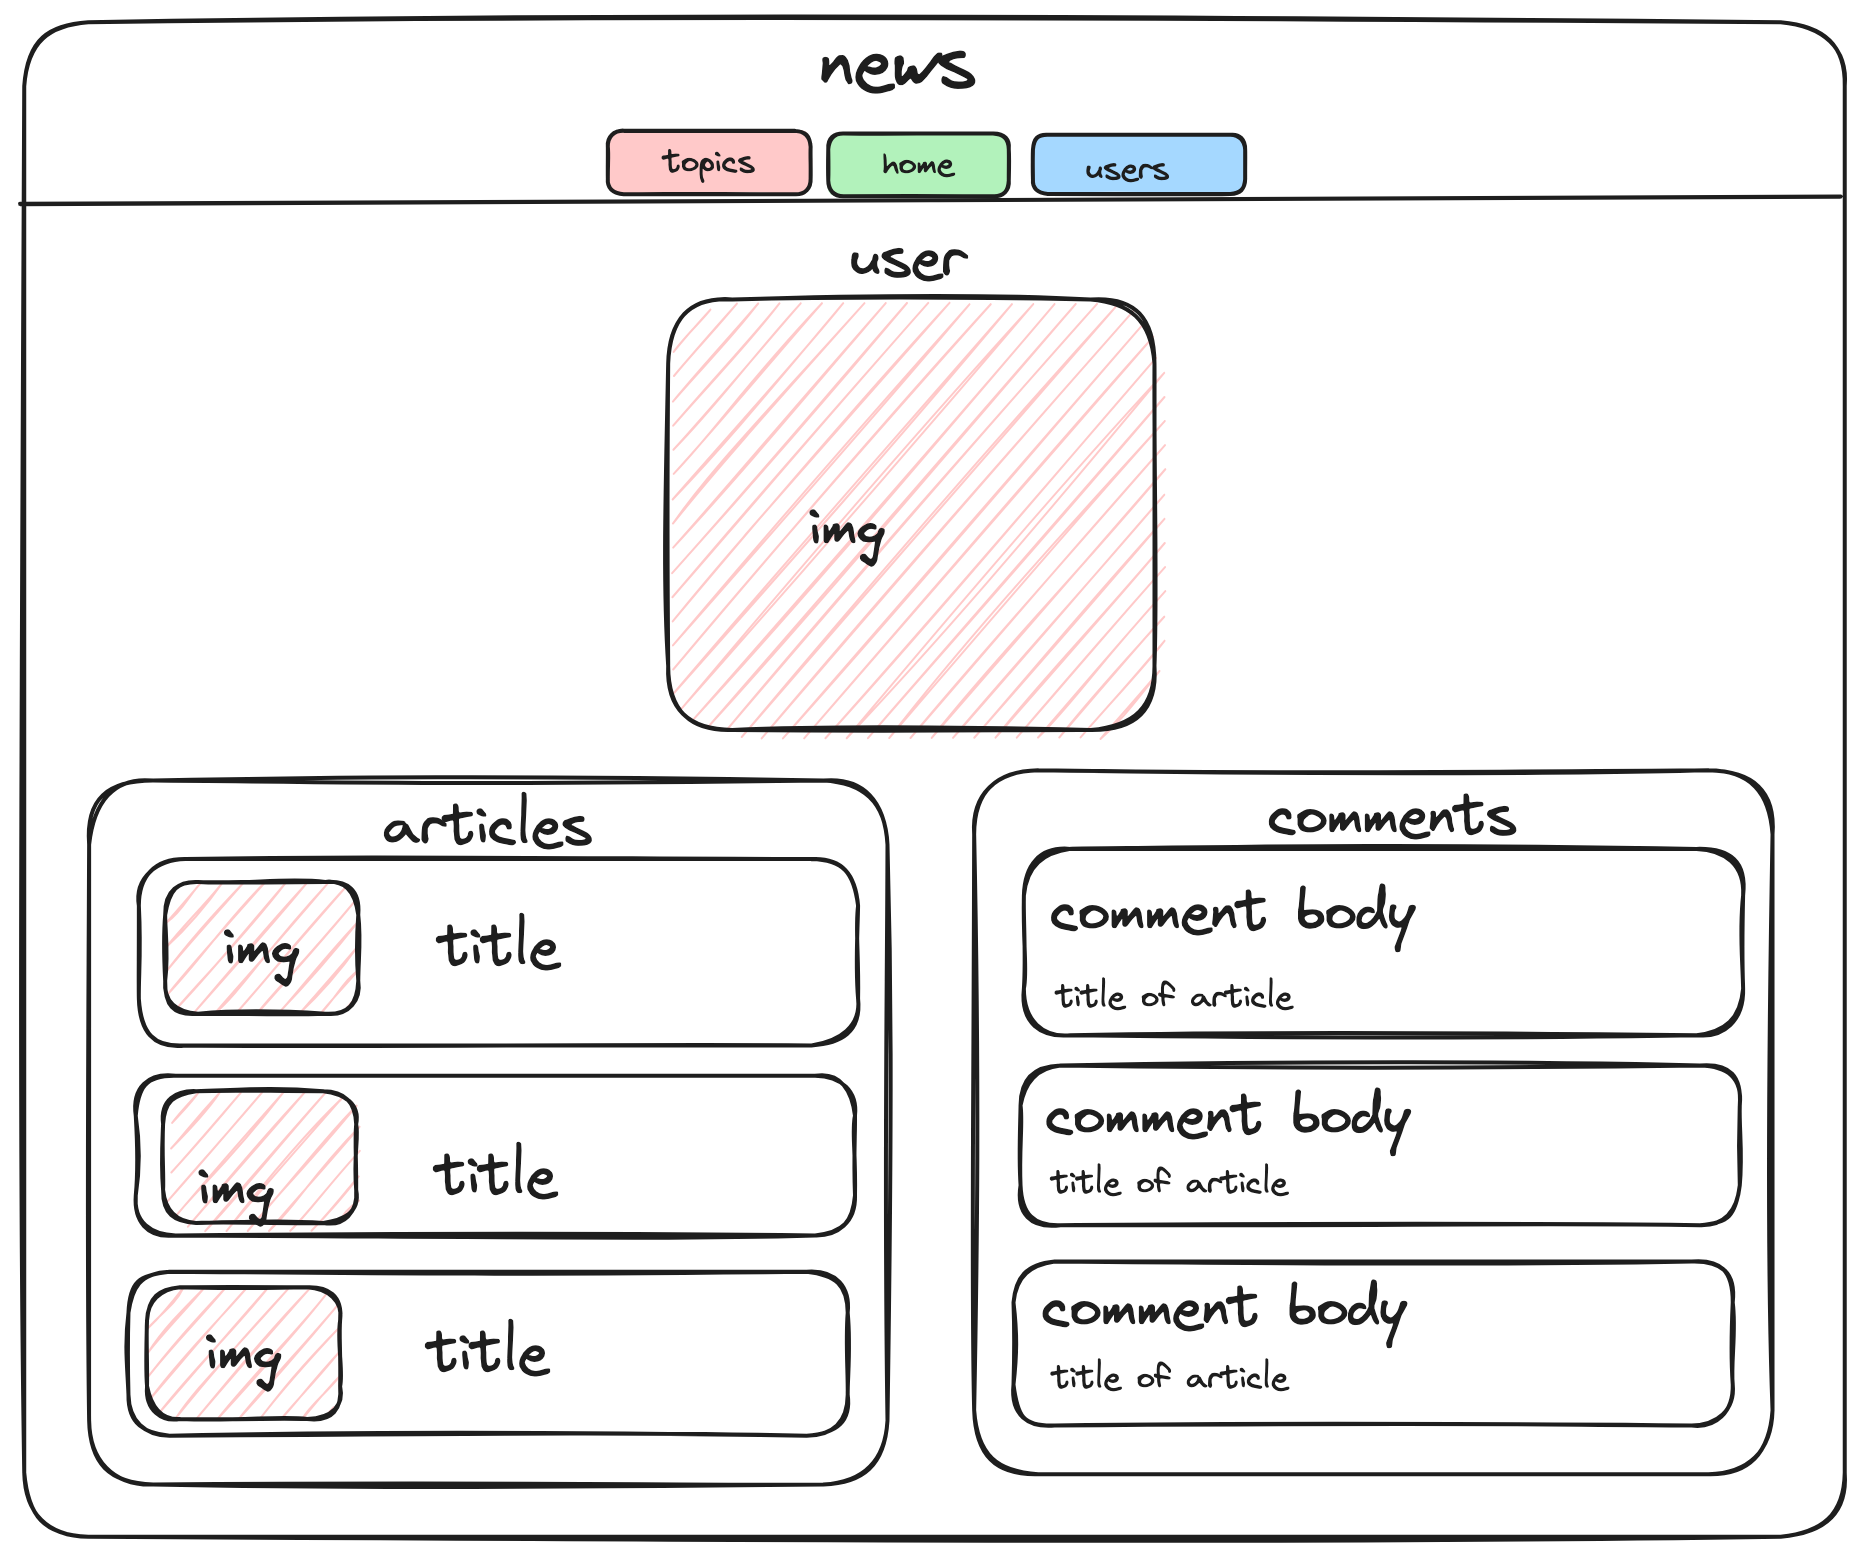 news
topics
home
users
user
img
articles
img
title
img
title
img
title
comments
comment body
title of article
comment body
title of article
comment body
title of article